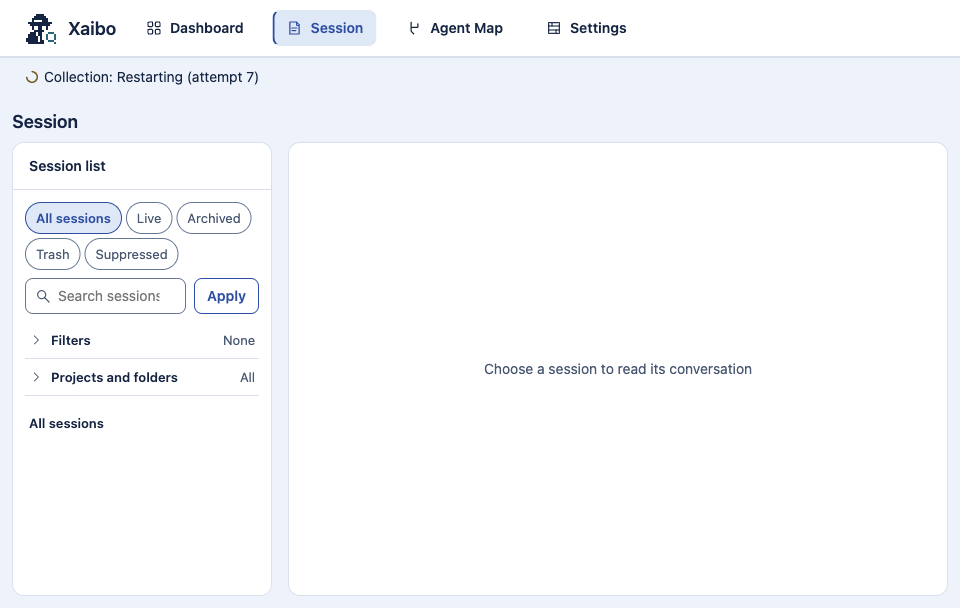 Xaibo
Dashboard
Session
Agent Map
Settings
Collection: Restarting (attempt 7)
Session
Session list
All sessions
Live
Archived
Trash
Suppressed
Search sessions
Apply
Filters
None
Projects and folders
All
All sessions
Choose a session to read its conversation